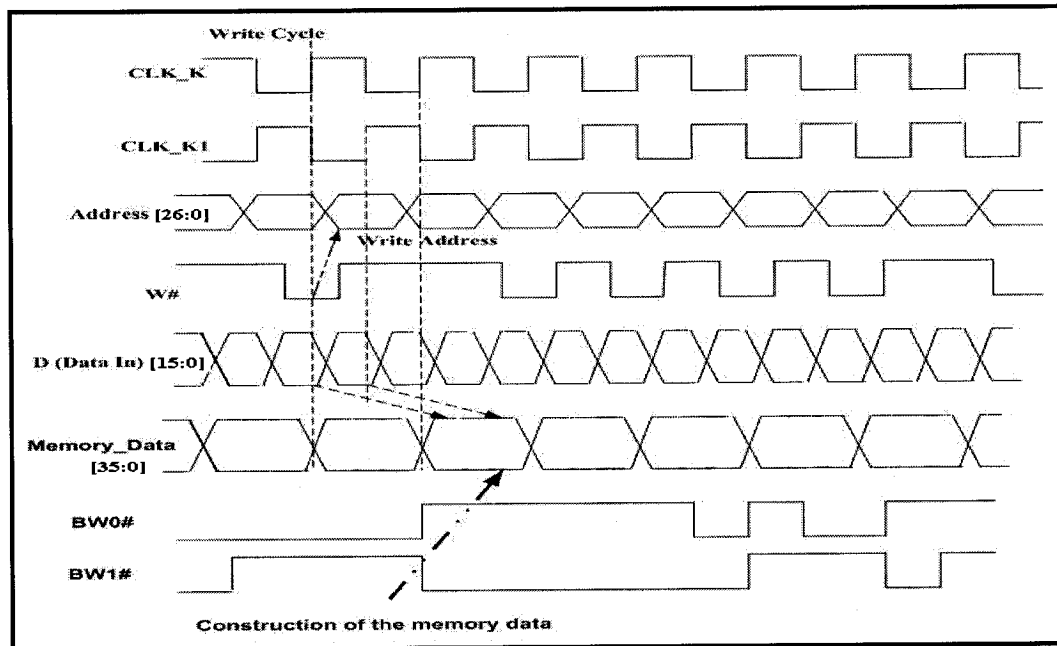 Write Cycle
CLK_K
CLK_K1
Address [26:0]
Write Address
W#
D (Data In) [15:0]
Memory_Data
[35:0]
BW0#
BW1#
Construction of the memory data